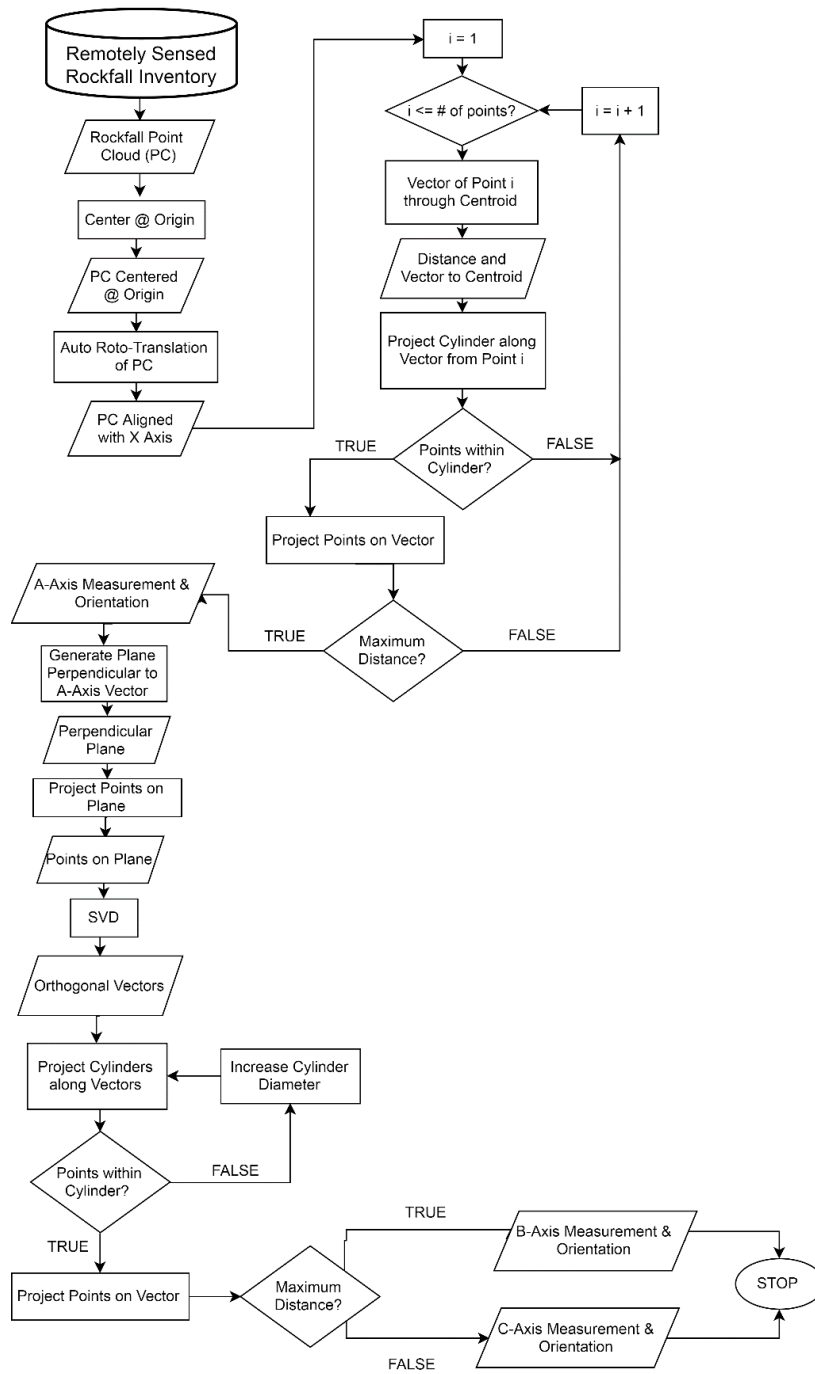 Remotely Sensed
Rockfall Inventory
Rockfall Point
Cloud (PC)
Center @ Origin
PC Centered
@ Origin
Auto Roto-Translation
of PC
PC Aligned
with X Axis
i = 1
i <= # of points?
i = i + 1
Vector of Point i
through Centroid
Distance and
Vector to Centroid
Project Cylinder along
Vector from Point i
Points within
Cylinder?
TRUE
FALSE
Project Points on Vector
Maximum
Distance?
TRUE
FALSE
A-Axis Measurement &
Orientation
Generate Plane
Perpendicular to
A-Axis Vector
Perpendicular
Plane
Project Points on
Plane
Points on Plane
SVD
Orthogonal Vectors
Project Cylinders
along Vectors
Increase Cylinder
Diameter
Points within
Cylinder?
FALSE
TRUE
Project Points on Vector
Maximum
Distance?
TRUE
B-Axis Measurement &
Orientation
FALSE
C-Axis Measurement &
Orientation
STOP